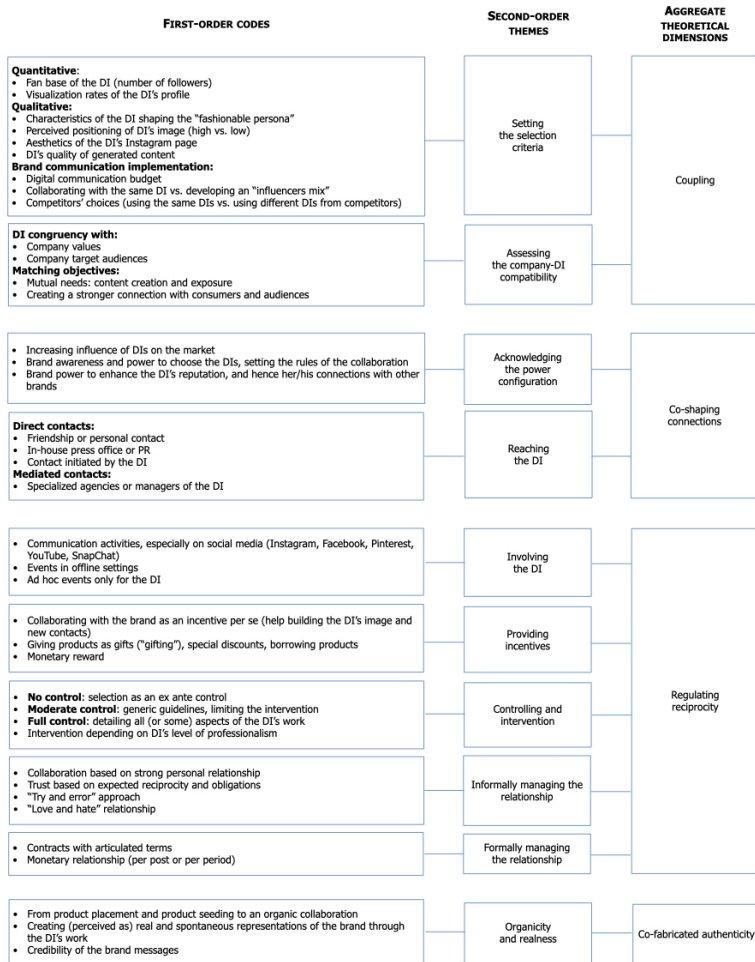 FIRST-ORDER CODES
SECOND-ORDER
THEMES
AGGREGATE
THEORETICAL
DIMENSIONS
Quantitative:
• Fan base of the DI (number of followers)
• Visualization rates of the DI's profile
Qualitative:
• Characteristics of the DI shaping the "fashionable persona"
• Perceived positioning of DI's image (high vs. low)
• Aesthetics of the DI's Instagram page
• DI's quality of generated content
Brand communication implementation:
• Digital communication budget
• Collaborating with the same DI vs. developing an "influencers mix"
• Competitors' choices (using the same DIs vs. using different DIs from competitors)
Setting
the selection
criteria
Coupling
DI congruency with:
• Company values
• Company target audiences
Matching objectives:
• Mutual needs: content creation and exposure
• Creating a stronger connection with consumers and audiences
Assessing
the company-DI
compatibility
• Increasing influence of DIs on the market
• Brand awareness and power to choose the DIs, setting the rules of the collaboration
• Brand power to enhance the DI's reputation, and hence her/his connections with other
brands
Acknowledging
the power
configuration
Co-shaping
connections
Direct contacts:
• Friendship or personal contact
• In-house press office or PR
• Contact initiated by the DI
Mediated contacts:
• Specialized agencies or managers of the DI
Reaching
the DI
• Communication activities, especially on social media (Instagram, Facebook, Pinterest,
YouTube, SnapChat)
• Events in offline settings
• Ad hoc events only for the DI
Involving
the DI
• Collaborating with the brand as an incentive per se (help building the DI's image and
new contacts)
• Giving products as gifts ("gifting"), special discounts, borrowing products
• Monetary reward
Providing
incentives
Regulating
reciprocity
• No control: selection as an ex ante control
• Moderate control: generic guidelines, limiting the intervention
• Full control: detailing all (or some) aspects of the DI's work
• Intervention depending on DI's level of professionalism
Controlling and
intervention
• Collaboration based on strong personal relationship
• Trust based on expected reciprocity and obligations
• "Try and error" approach
• "Love and hate" relationship
Informally managing the
relationship
• Contracts with articulated terms
• Monetary relationship (per post or per period)
Formally managing
the relationship
• From product placement and product seeding to an organic collaboration
• Creating (perceived as) real and spontaneous representations of the brand through
the DI's work
• Credibility of the brand messages
Organicity
and realness
Co-fabricated authenticity